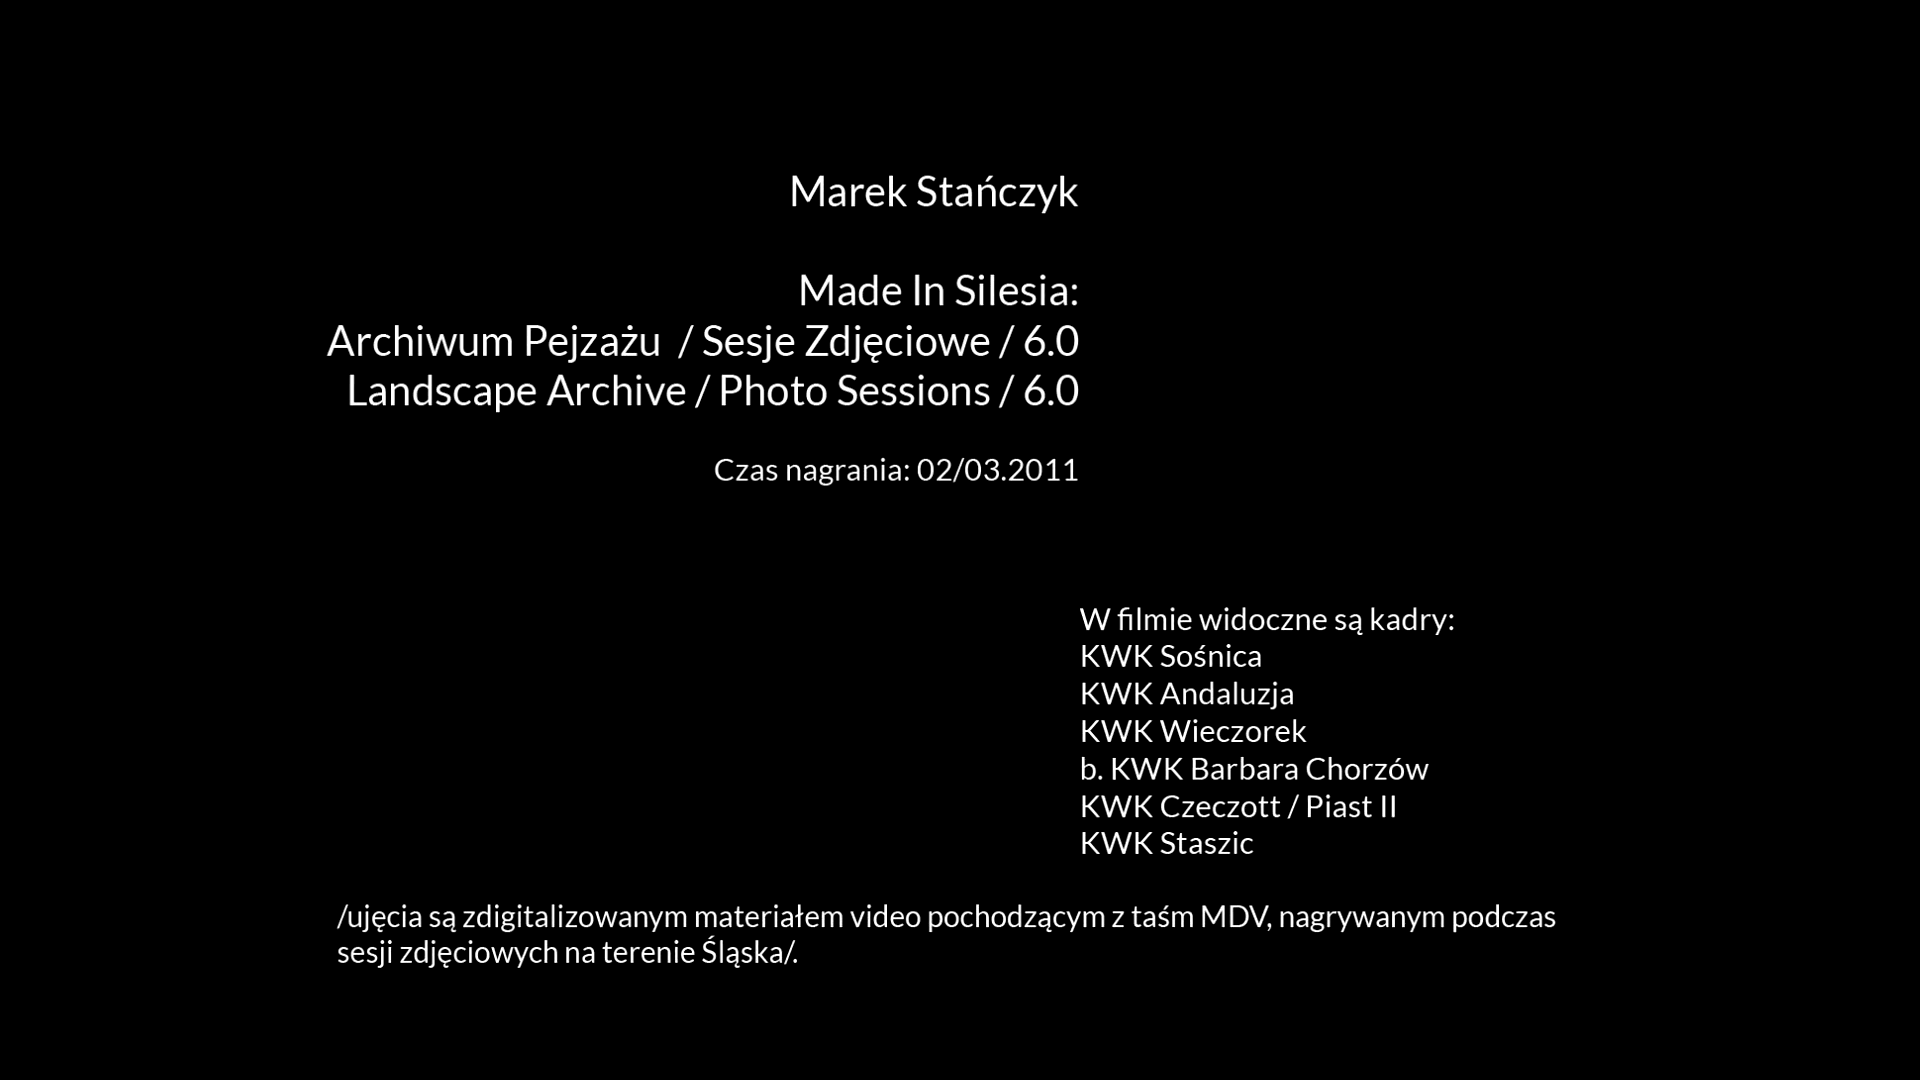 Marek Stańczyk
Made In Silesia:
Archiwum Pejzażu / Sesje Zdjęciowe / 6.0
Landscape Archive / Photo Sessions / 6.0
Czas nagrania: 02/03.2011
W filmie widoczne są kadry:
KWK Sośnica
KWK Andaluzja
KWK Wieczorek
b. KWK Barbara Chorzów
KWK Czeczott / Piast II
KWK Staszic
/ujęcia są zdigitalizowanym materiałem video pochodzącym z taśm MDV, nagrywanym podczas
sesji zdjęciowych na terenie Śląska/.